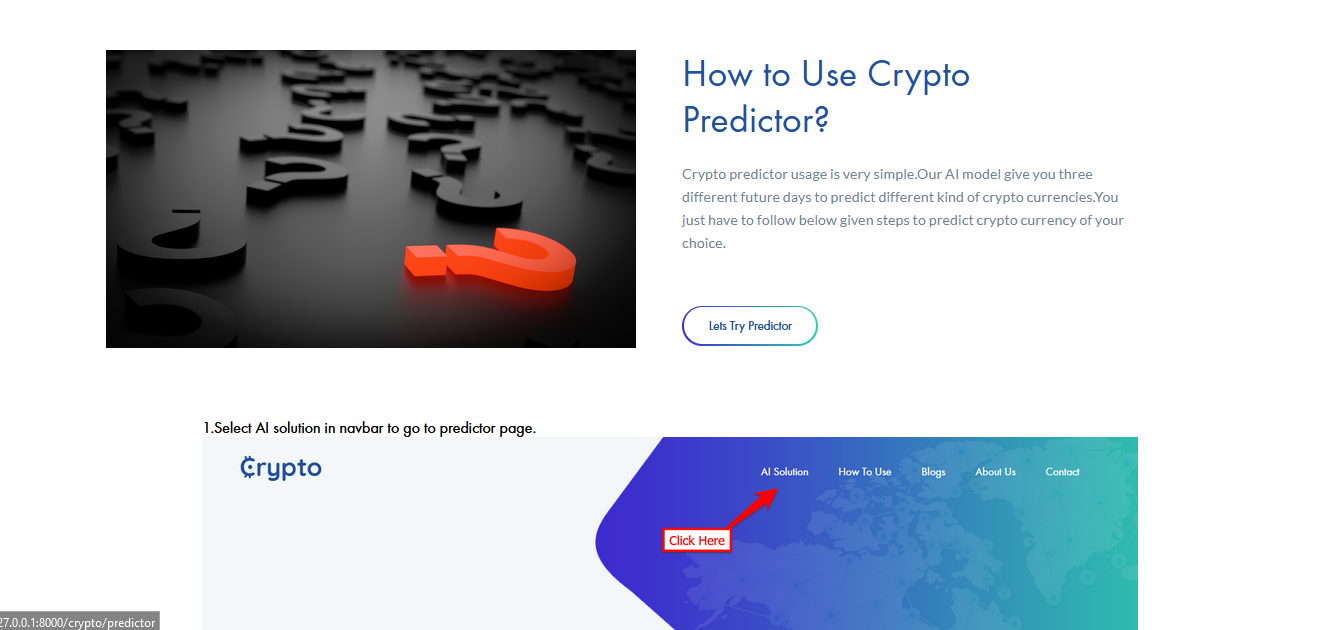 How to Use Crypto
Predictor?
Crypto predictor usage is very simple.Our AI model give you three
different future days to predict different kind of crypto currencies.You
just have to follow below given steps to predict crypto currency of your
choice.
Lets Try Predictor
1.Select AI solution in navbar to go to predictor page.
Crypto
AI Solution How To Use Blogs About Us Contact
Click Here
27.0.0.1:8000/crypto/predictor